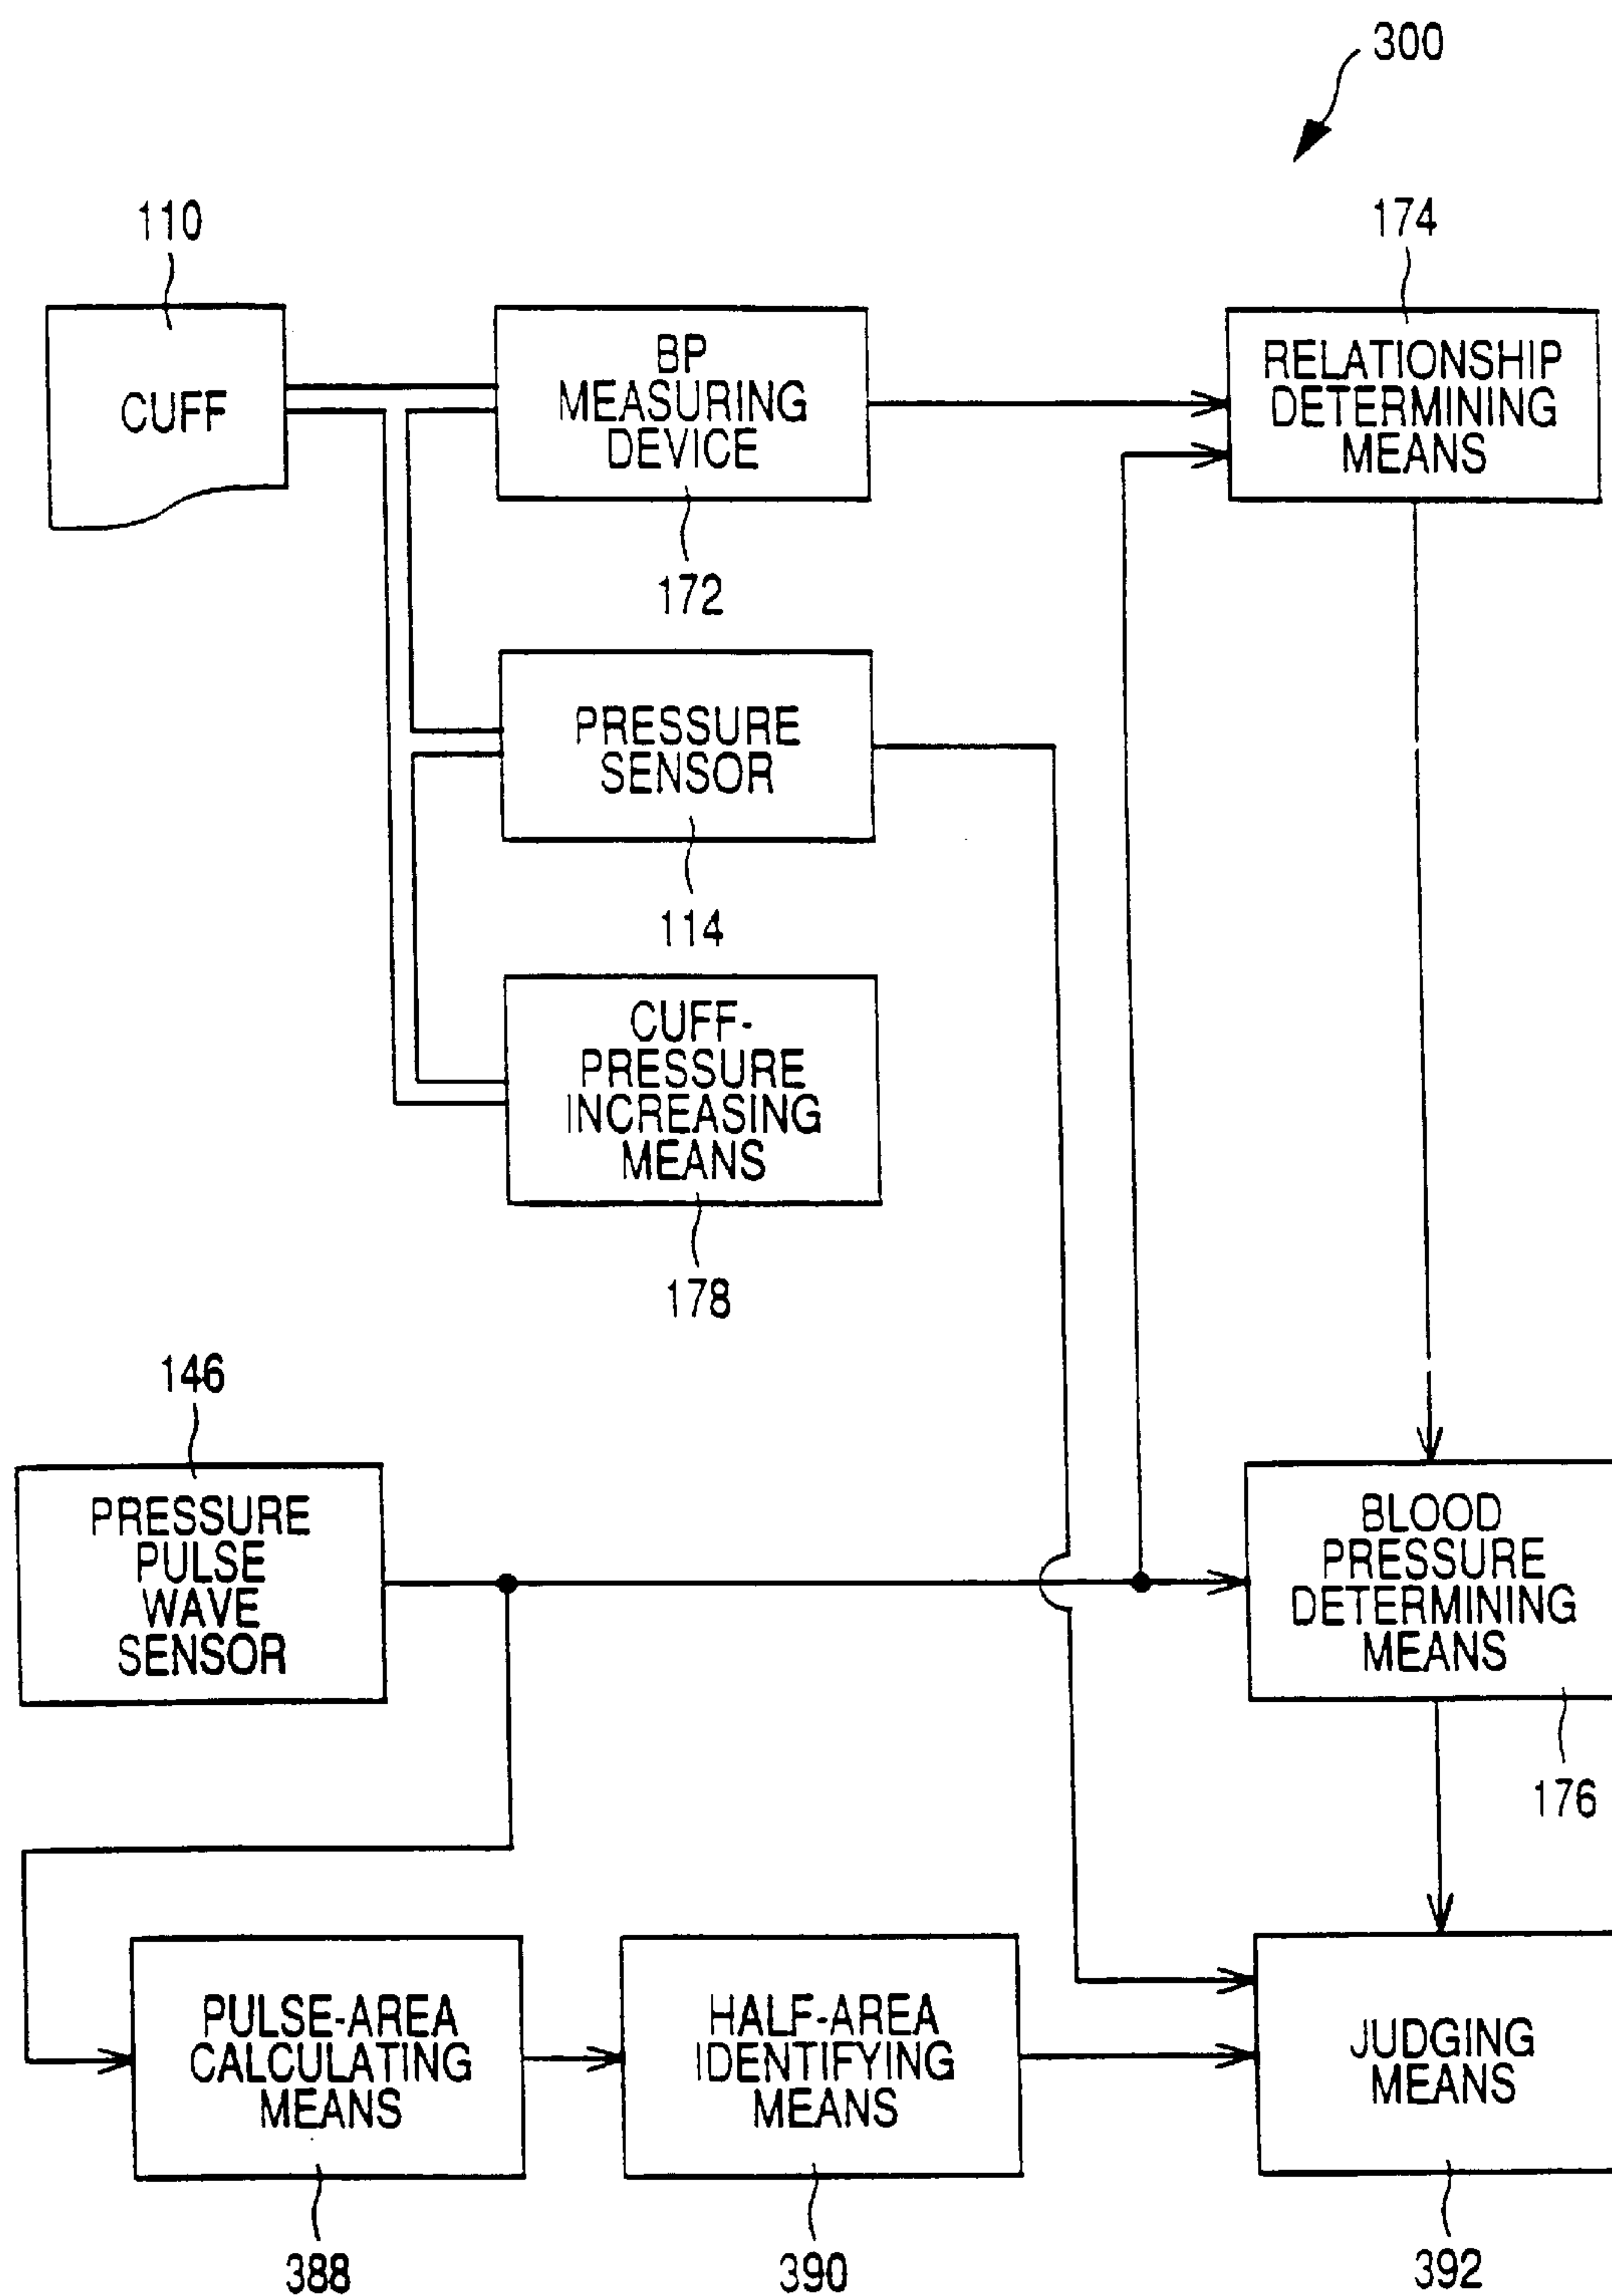 300
110
174
CUFF
BP
MEASURING
DEVICE
RELATIONSHIP
DETERMINING
MEANS
172
PRESSURE
SENSOR
114
CUFF-
PRESSURE
INCREASING
MEANS
178
146
PRESSURE
PULSE
WAVE
SENSOR
BLOOD
PRESSURE
DETERMINING
MEANS
176
PULSE-AREA
CALCULATING
MEANS
HALF-AREA
IDENTIFYING
MEANS
JUDGING
MEANS
388
390
392